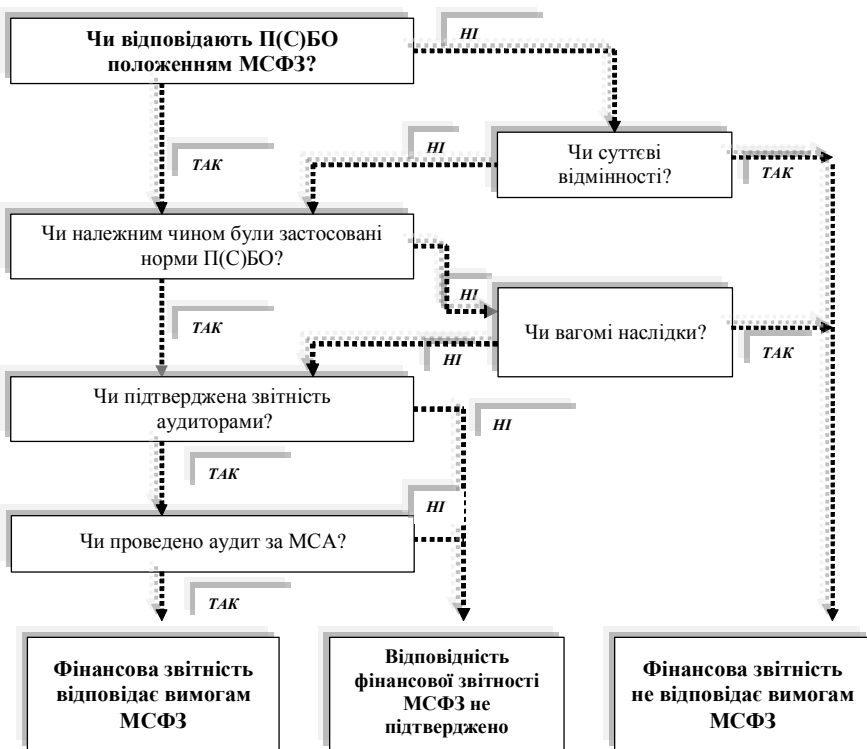 Чи відповідають П(С)БО
положенням МСФЗ?
НІ
ТАК
НІ
Чи суттєві
відмінності?
ТАК
Чи належним чином були застосовані
норми П(С)БО?
НІ
ТАК
Чи вагомі наслідки?
ТАК
НІ
Чи підтверджена звітність
аудиторами?
НІ
ТАК
НІ
Чи проведено аудит за МСА?
ТАК
Фінансова звітність
відповідає вимогам
МСФЗ
Відповідність
фінансової звітності
МСФЗ не
підтверджено
Фінансова звітність
не відповідає вимогам
МСФЗ